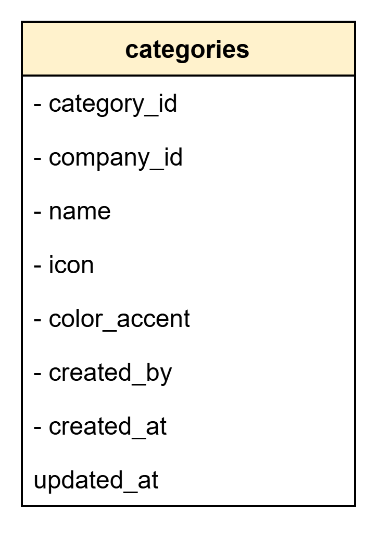 categories
- category_id
- company_id
- name
- icon
- color_accent
- created_by
- created_at
updated_at